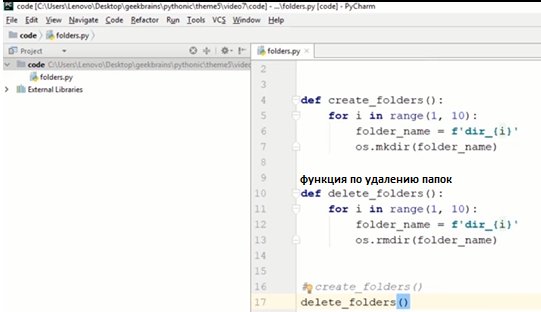 code [C:\Users\Lenovo\Desktop\geekbrains\pythonic\theme5\video7\code] - ...\folders.py [code] - PyCharm
File Edit View Navigate Code Refactor Run Tools VCS Window Help
code folders.py
Project folders.py
code C:\Users\Lenovo\Desktop\geekbrains\pythonic\theme5\video
folders.py
External Libraries
2
3
4 def create_folders():
5 for i in range(1, 10):
6 folder_name = f'dir_{i}'
7 os.mkdir(folder_name)
8
9 функция по удалению папок
10 def delete_folders():
11 for i in range(1, 10):
12 folder_name = f'dir_{i}'
13 os.rmdir(folder_name)
14
15
16 # create_folders()
17 delete_folders()